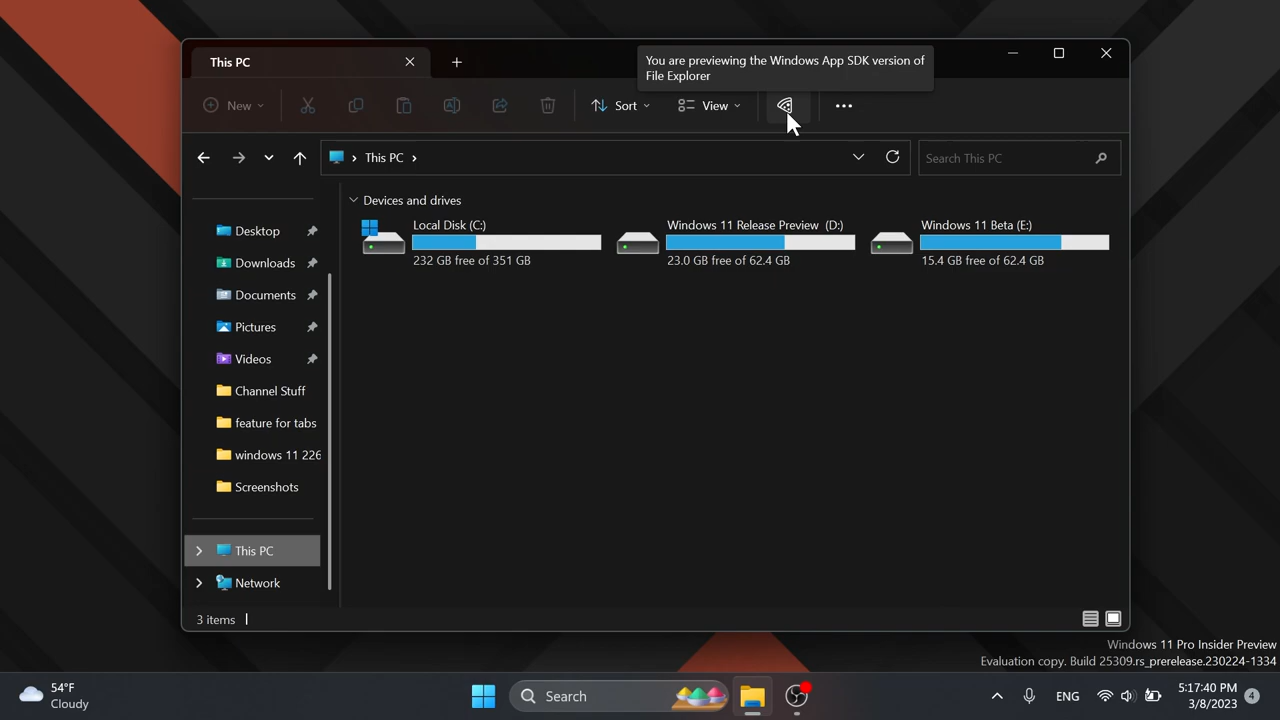 This PC
You are previewing the Windows App SDK version of
File Explorer
New
Sort
View
This PC
Search This PC
Devices and drives
Desktop
Downloads
Documents
Pictures
Videos
Channel Stuff
feature for tabs
windows 11 226
Screenshots
This PC
Network
Local Disk (C:)
232 GB free of 351 GB
Windows 11 Release Preview (D:)
23.0 GB free of 62.4 GB
Windows 11 Beta (E:)
15.4 GB free of 62.4 GB
3 items
Windows 11 Pro Insider Preview
Evaluation copy. Build 25309.rs_prerelease.230224-1334
54°F
Cloudy
Search
ENG
5:17:40 PM
3/8/2023
4